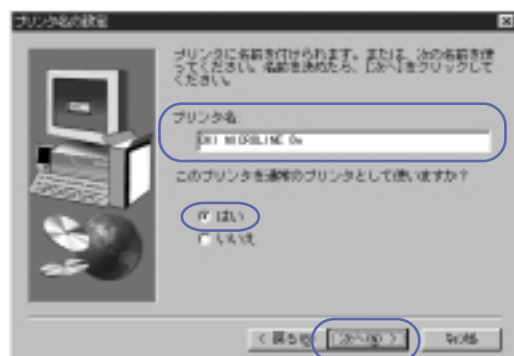 プリンタ名の設定
プリンタに名前を付けられます。または、次の名前を使
ってください。名前を決めたら、[次へ]をクリックして
ください。
プリンタ名:
OKI MICROLINE
このプリンタを通常のプリンタとして使いますか?
はい
いいえ
< 戻る(B)
次へ(N) >